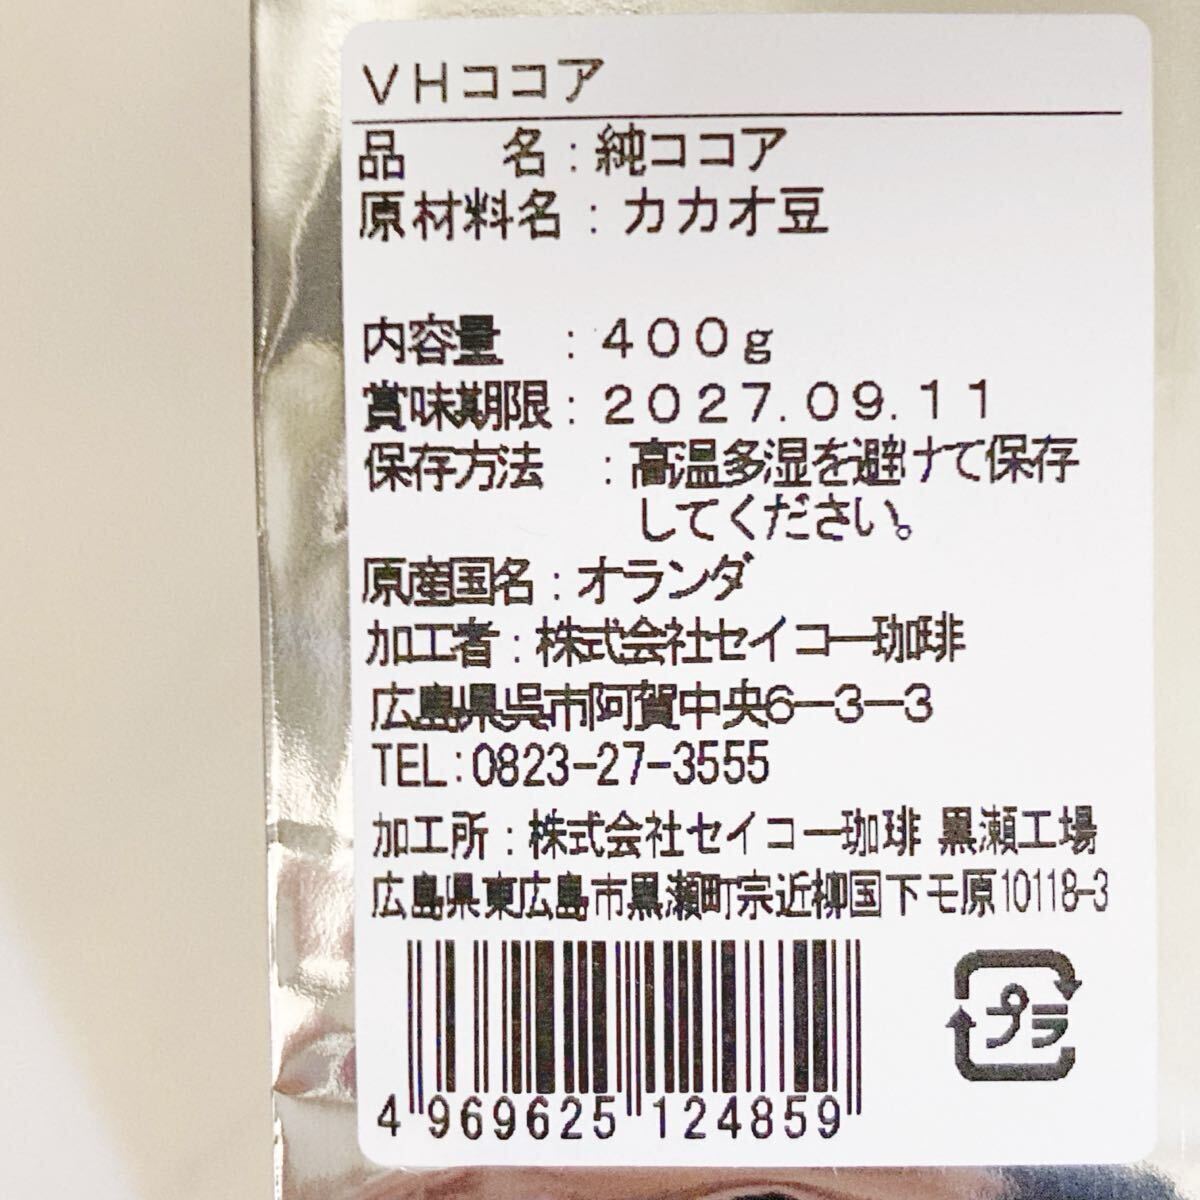 VHココア
品　　名：純ココア
原材料名：カカオ豆
内容量　：400g
賞味期限：2027.09.11
保存方法　：高温多湿を避けて保存
してください。
原産国名：オランダ
加工者：株式会社セイコー珈琲
広島県呉市阿賀中央6-3-3
TEL:0823-27-3555
加工所：株式会社セイコー珈琲 黒瀬工場
広島県東広島市黒瀬町宗近柳国下モ原10118-3
プラ
4 969625 124859